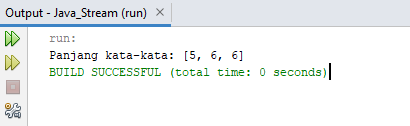 Output - Java_Stream (run)
run:
Panjang kata-kata: [5, 6, 6]
BUILD SUCCESSFUL (total time: 0 seconds)